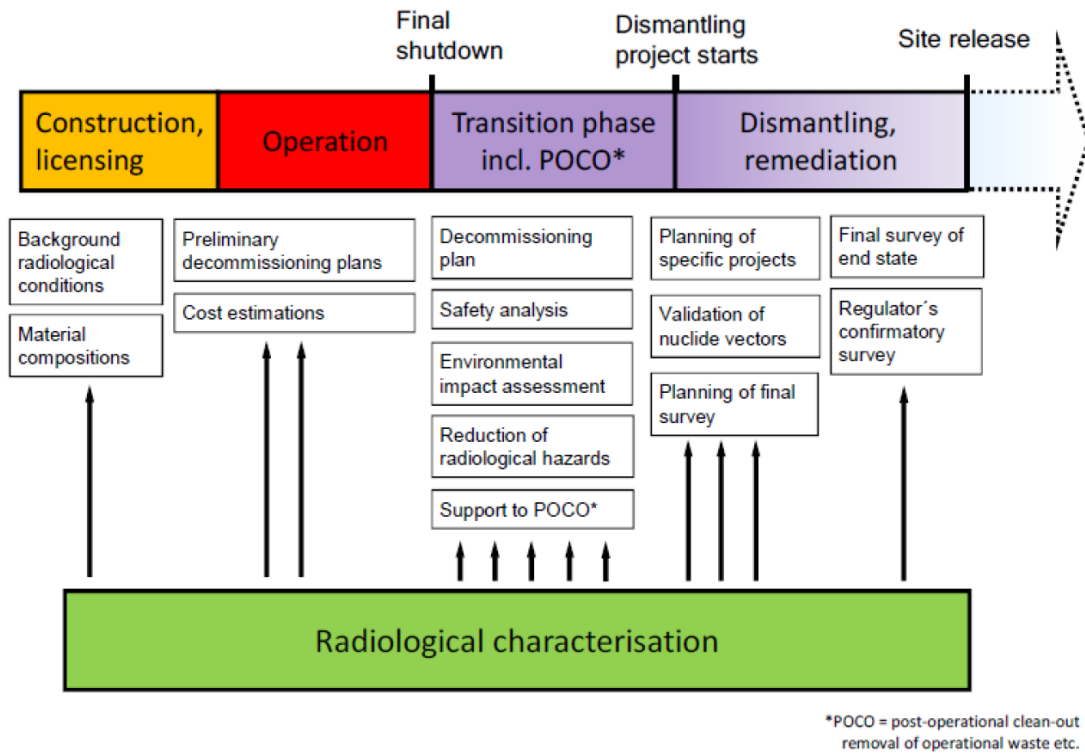 Final
shutdown
Dismantling
project starts
Site release
Construction,
licensing
Operation
Transition phase
incl. POCO*
Dismantling,
remediation
Background
radiological
conditions
Material
compositions
Preliminary
decommissioning plans
Cost estimations
Decommissioning
plan
Safety analysis
Environmental
impact assessment
Reduction of
radiological hazards
Support to POCO*
Planning of
specific projects
Validation of
nuclide vectors
Planning of final
survey
Final survey of
end state
Regulator´s
confirmatory
survey
Radiological characterisation
*POCO = post-operational clean-out
removal of operational waste etc.